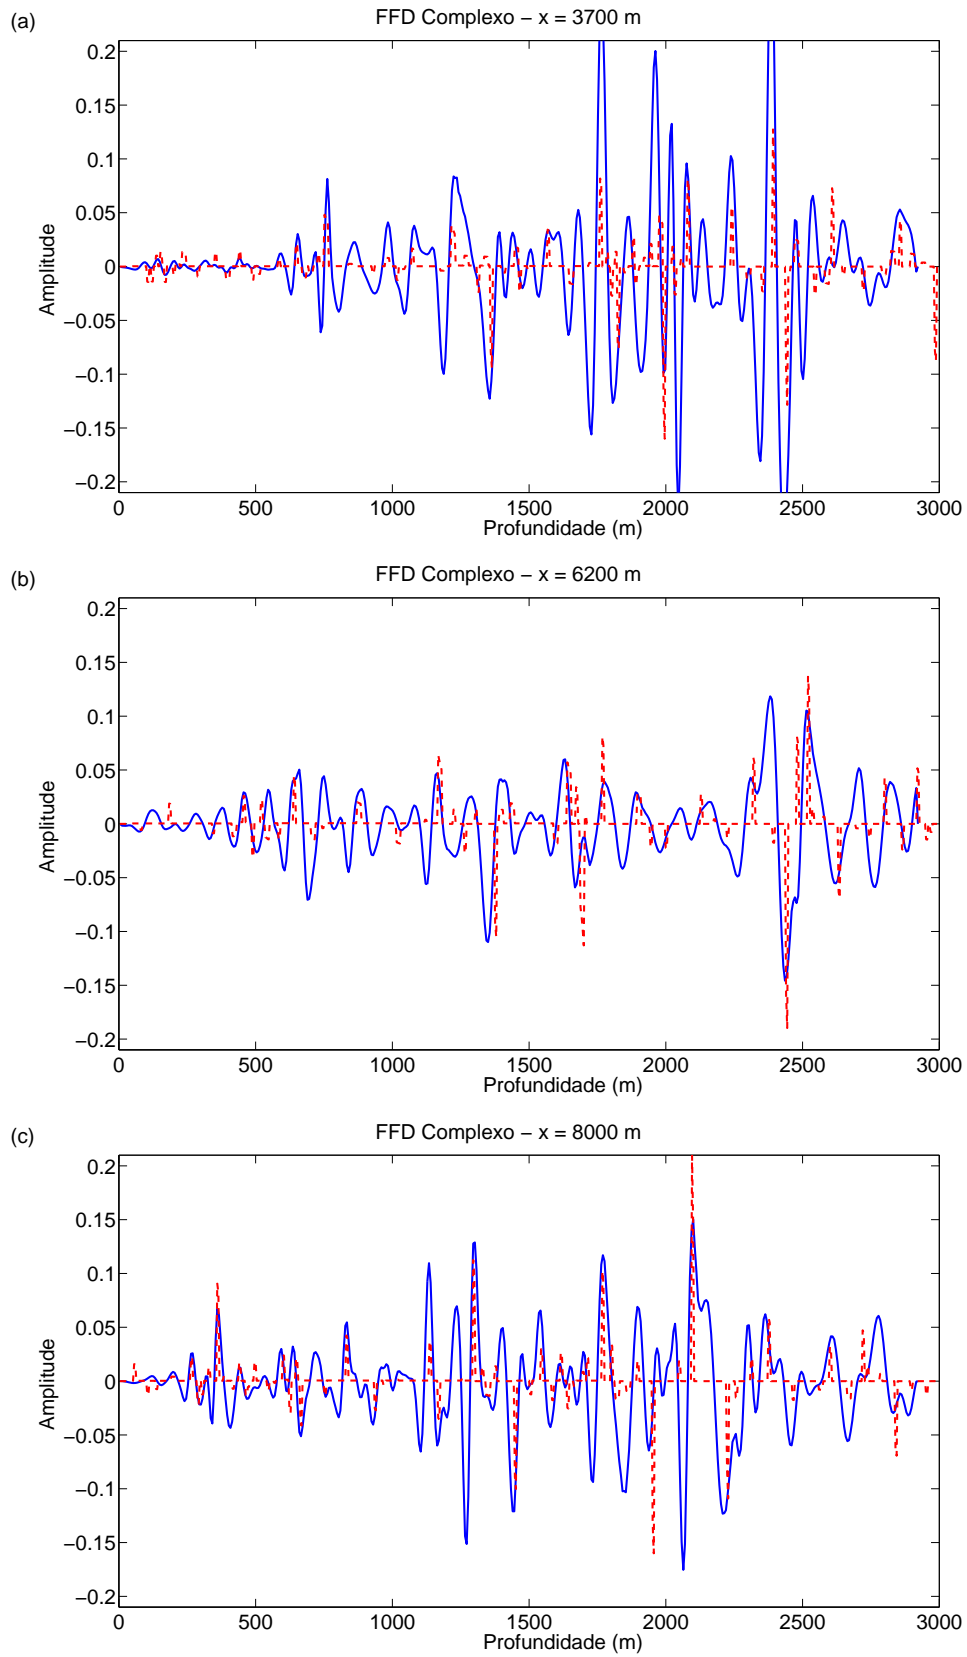 (a)
FFD Complexo − x = 3700 m
0.2
0.15
0.1
0.05
0
−0.05
−0.1
−0.15
−0.2
Amplitude
0 500 1000 1500 2000 2500 3000
Profundidade (m)
(b)
FFD Complexo − x = 6200 m
0.2
0.15
0.1
0.05
0
−0.05
−0.1
−0.15
−0.2
Amplitude
0 500 1000 1500 2000 2500 3000
Profundidade (m)
(c)
FFD Complexo − x = 8000 m
0.2
0.15
0.1
0.05
0
−0.05
−0.1
−0.15
−0.2
Amplitude
0 500 1000 1500 2000 2500 3000
Profundidade (m)